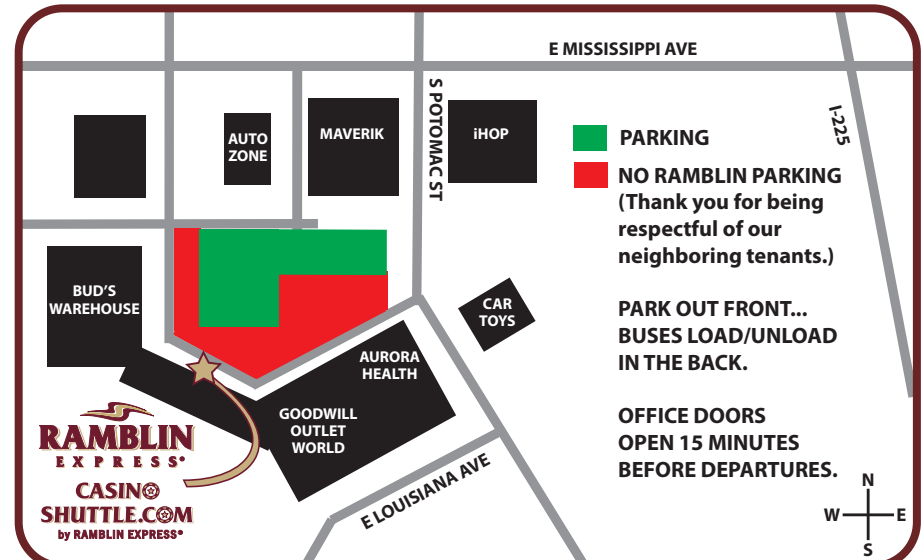 E MISSISSIPPI AVE
S POTOMAC ST
I-225
AUTO
ZONE
MAVERIK
iHOP
PARKING
NO RAMBLIN PARKING
(Thank you for being
respectful of our
neighboring tenants.)
BUD'S
WAREHOUSE
CAR
TOYS
PARK OUT FRONT...
BUSES LOAD/UNLOAD
IN THE BACK.
AURORA
HEALTH
GOODWILL
OUTLET
WORLD
OFFICE DOORS
OPEN 15 MINUTES
BEFORE DEPARTURES.
E LOUISIANA AVE
RAMBLIN
EXPRESS®
CASINO
SHUTTLE.COM
by RAMBLIN EXPRESS®
N
W E
S